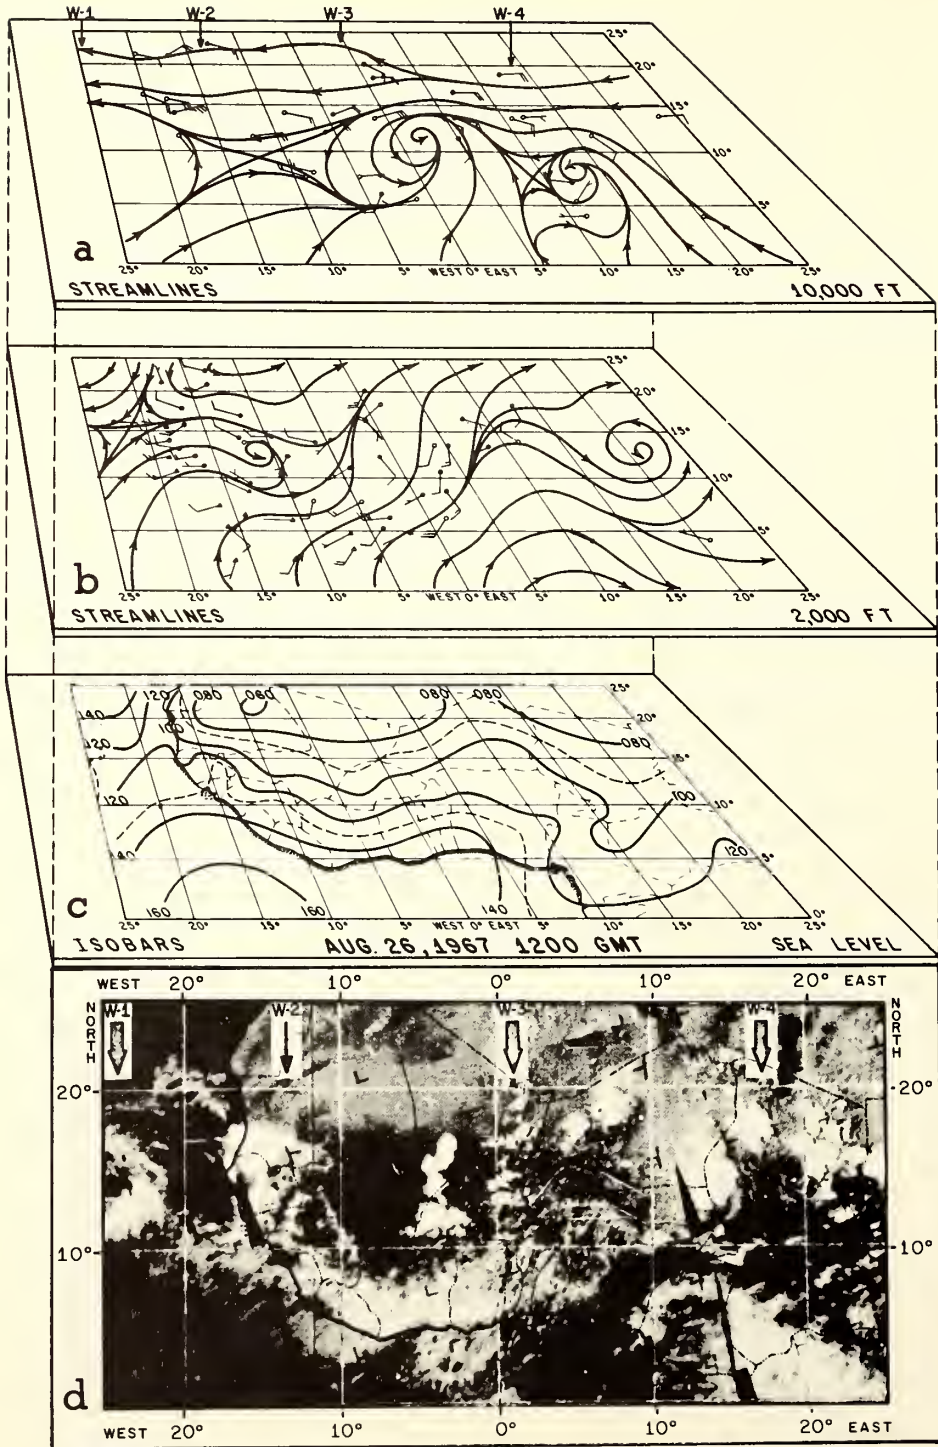 W-1 W-2 W-3 W-4
25°
20°
15°
10°
5°
a
25° 20° 15° 10° 5° WEST 0° EAST 5° 10° 15° 20° 25°
STREAMLINES 10,000 FT
25°
20°
15°
10°
5°
b
25° 20° 15° 10° 5° WEST 0° EAST 5° 10° 15° 20° 25°
STREAMLINES 2,000 FT
120 080 080 080 080 25°
140 20°
100
120 080 15°
120 100 10°
140 120 5°
c
160 160 140 0°
25° 20° 15° 10° 5° WEST 0° EAST 5° 10° 15° 20° 25°
ISOBARS AUG. 26, 1967 1200 GMT SEA LEVEL
WEST 20° 10° 0° 10° 20° EAST
NORTH W-1 W-2 W-3 W-4 NORTH
20° 20°
10° 10°
d
WEST 20° 10° 0° 10° 20° EAST